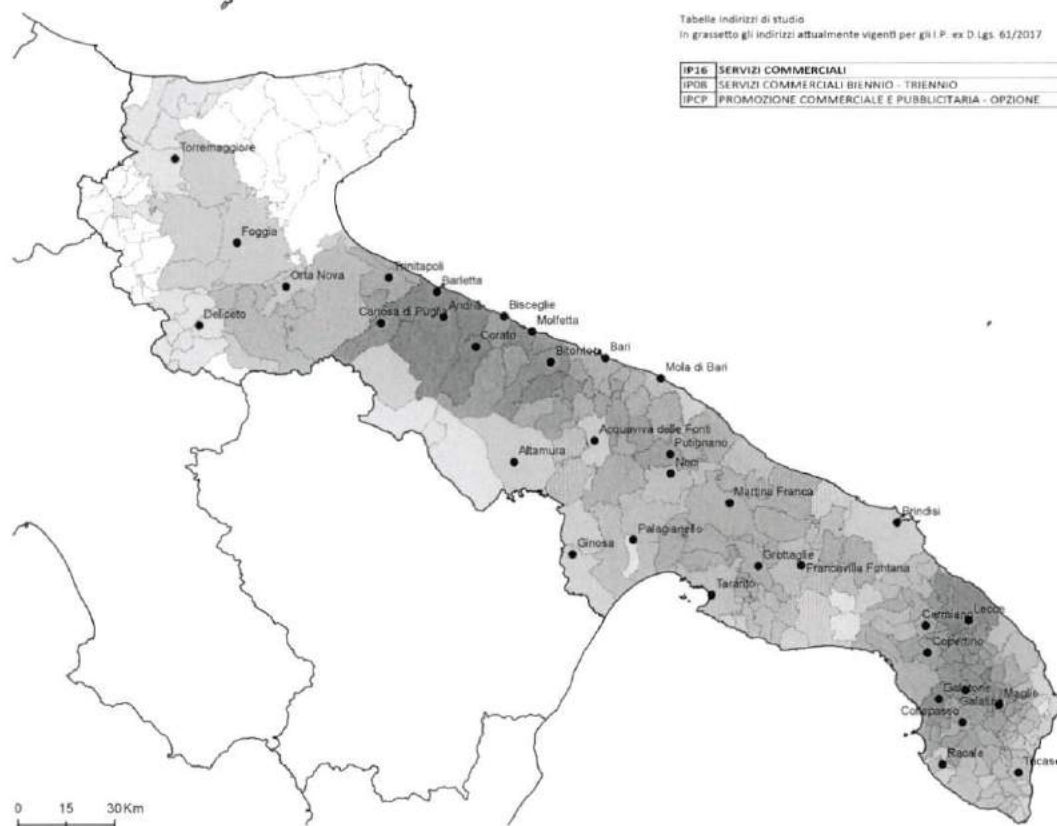 Tabelle indirizzi di studio
In grassetto gli indirizzi attualmente vigenti per gli I.P. ex D.Lgs. 61/2017
IP16 SERVIZI COMMERCIALI
IP08 SERVIZI COMMERCIALI BIENNIO - TRIENNIO
IPCP PROMOZIONE COMMERCIALE E PUBBLICITARIA - OPZIONE
Torremaggiore
Foggia
Orta Nova
Trinitapoli
Barletta
Deliceto
Canosa di Puglia
Andria
Bisceglie
Molfetta
Corato
Bitonto
Bari
Mola di Bari
Acquaviva delle Fonti
Altamura
Putignano
Noci
Martina Franca
Brindisi
Ginosa
Palagianello
Grottaglie
Francavilla Fontana
Taranto
Carmiano
Lecce
Copertino
Galatone
Galatina
Maglie
Collepasso
Racale
Tricase
0 15 30 Km